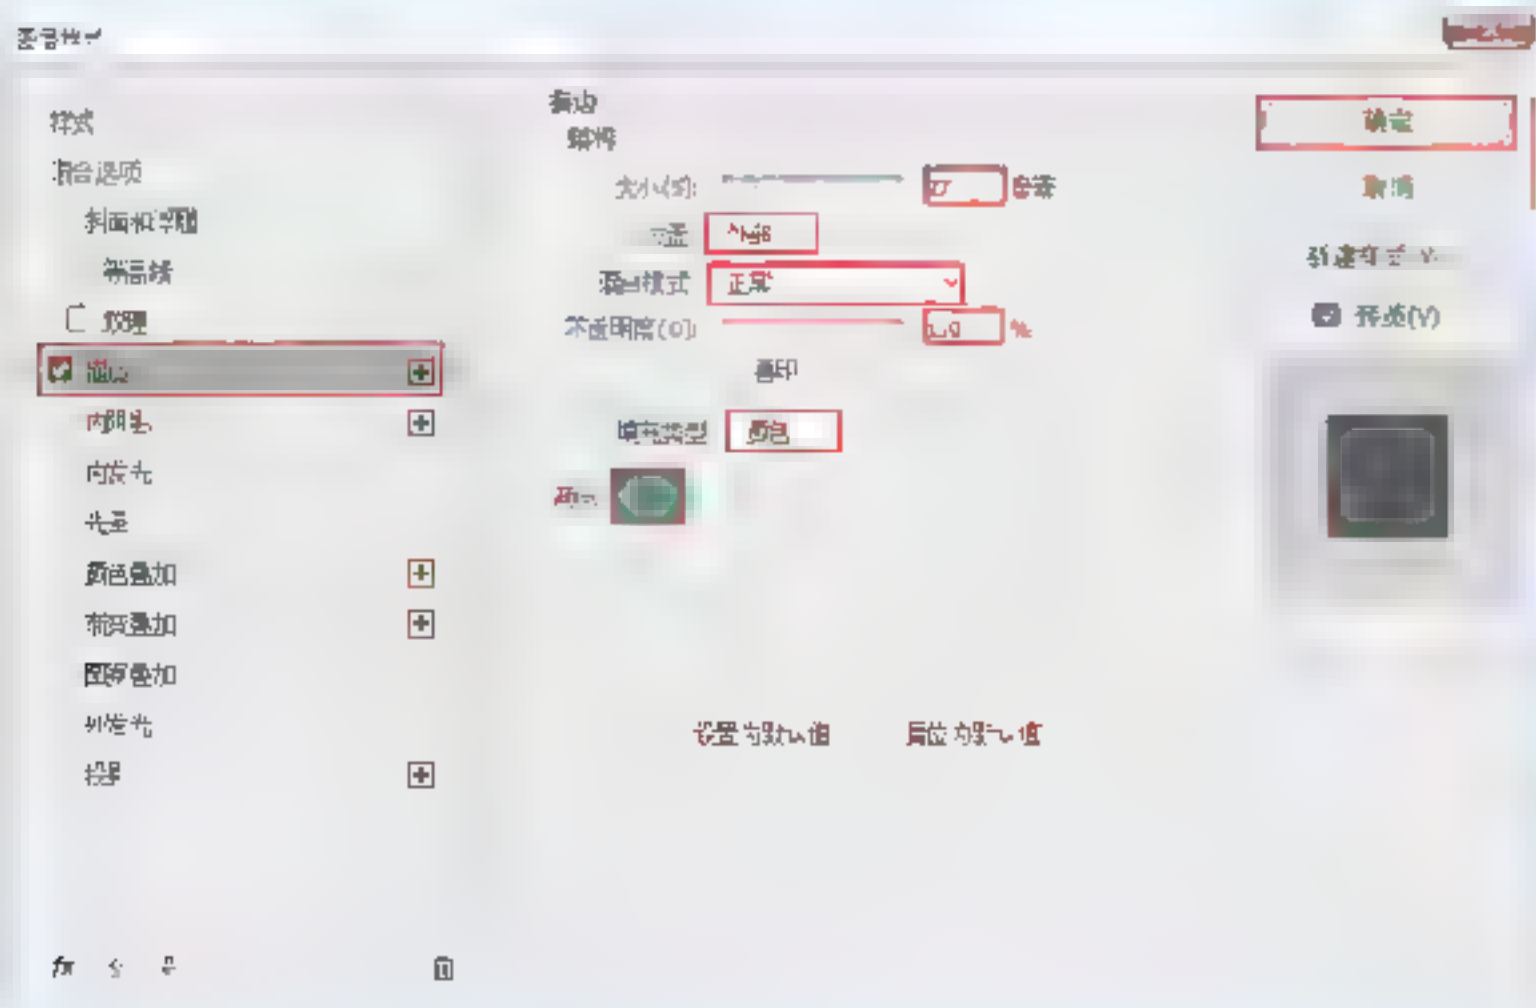 图层样式
样式
混合选项
斜面和浮雕
等高线
纹理
描边
内阴影
内发光
光泽
颜色叠加
渐变叠加
图案叠加
外发光
投影
描边
结构
大小(S): 像素
位置
混合模式 正常
不透明度(O): %
叠印
填充类型 颜色
颜色
设置为默认值 复位为默认值
确定
取消
新建样式
预览(V)
fx